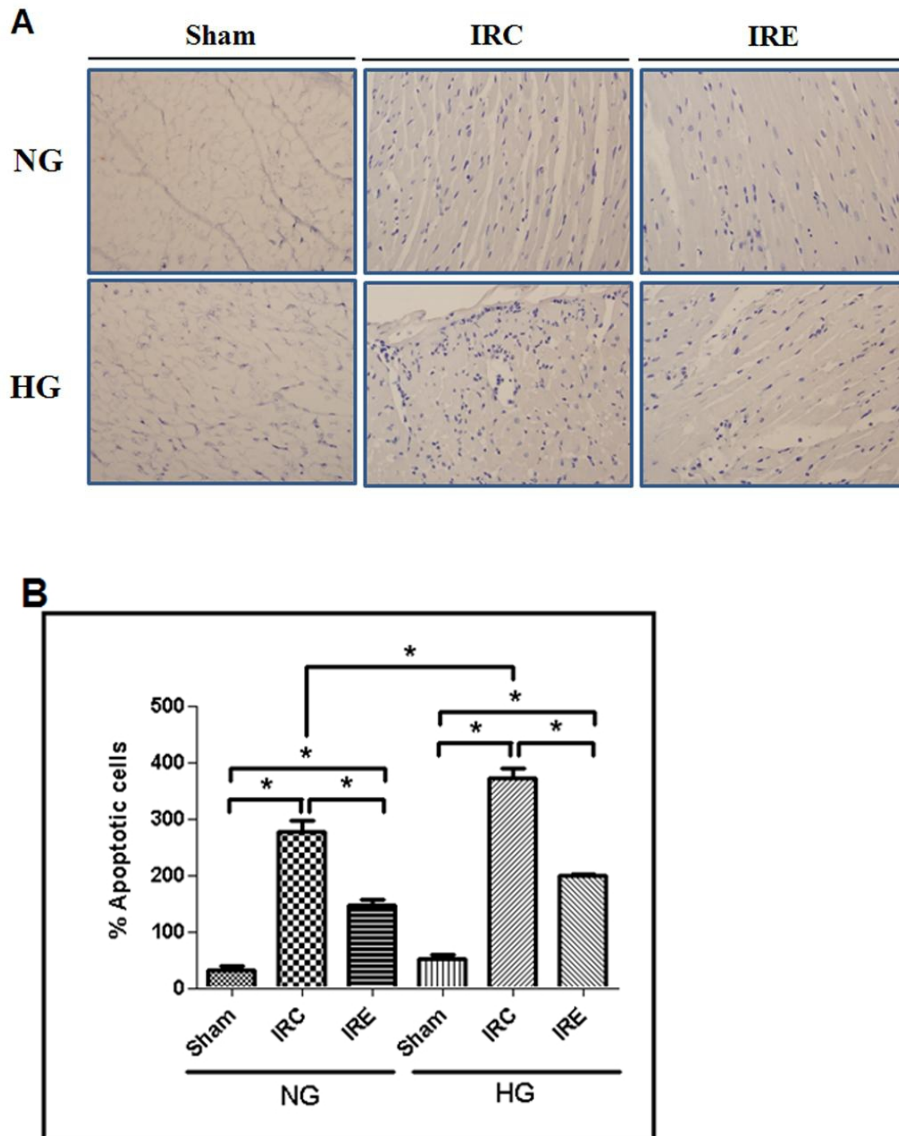 A
Sham IRC IRE
NG
HG
B
*
* *
* * * *
500
400
300
200
100
0
% Apoptotic cells
Sham IRC IRE Sham IRC IRE
NG HG